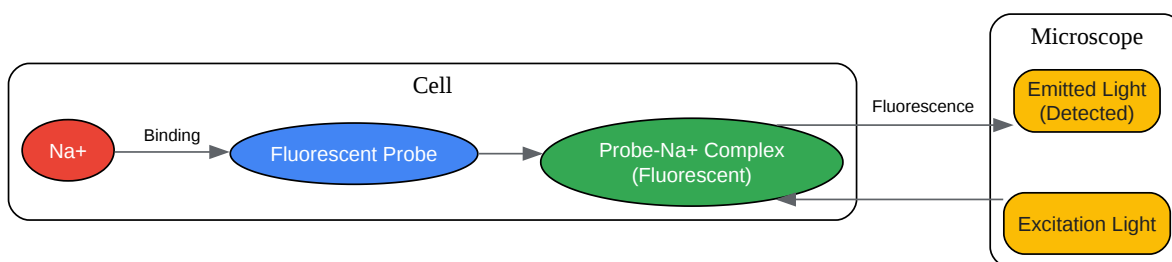 Microscope
Cell
Emitted Light
(Detected)
Fluorescence
Binding
Na+
Fluorescent Probe
Probe-Na+ Complex
(Fluorescent)
Excitation Light